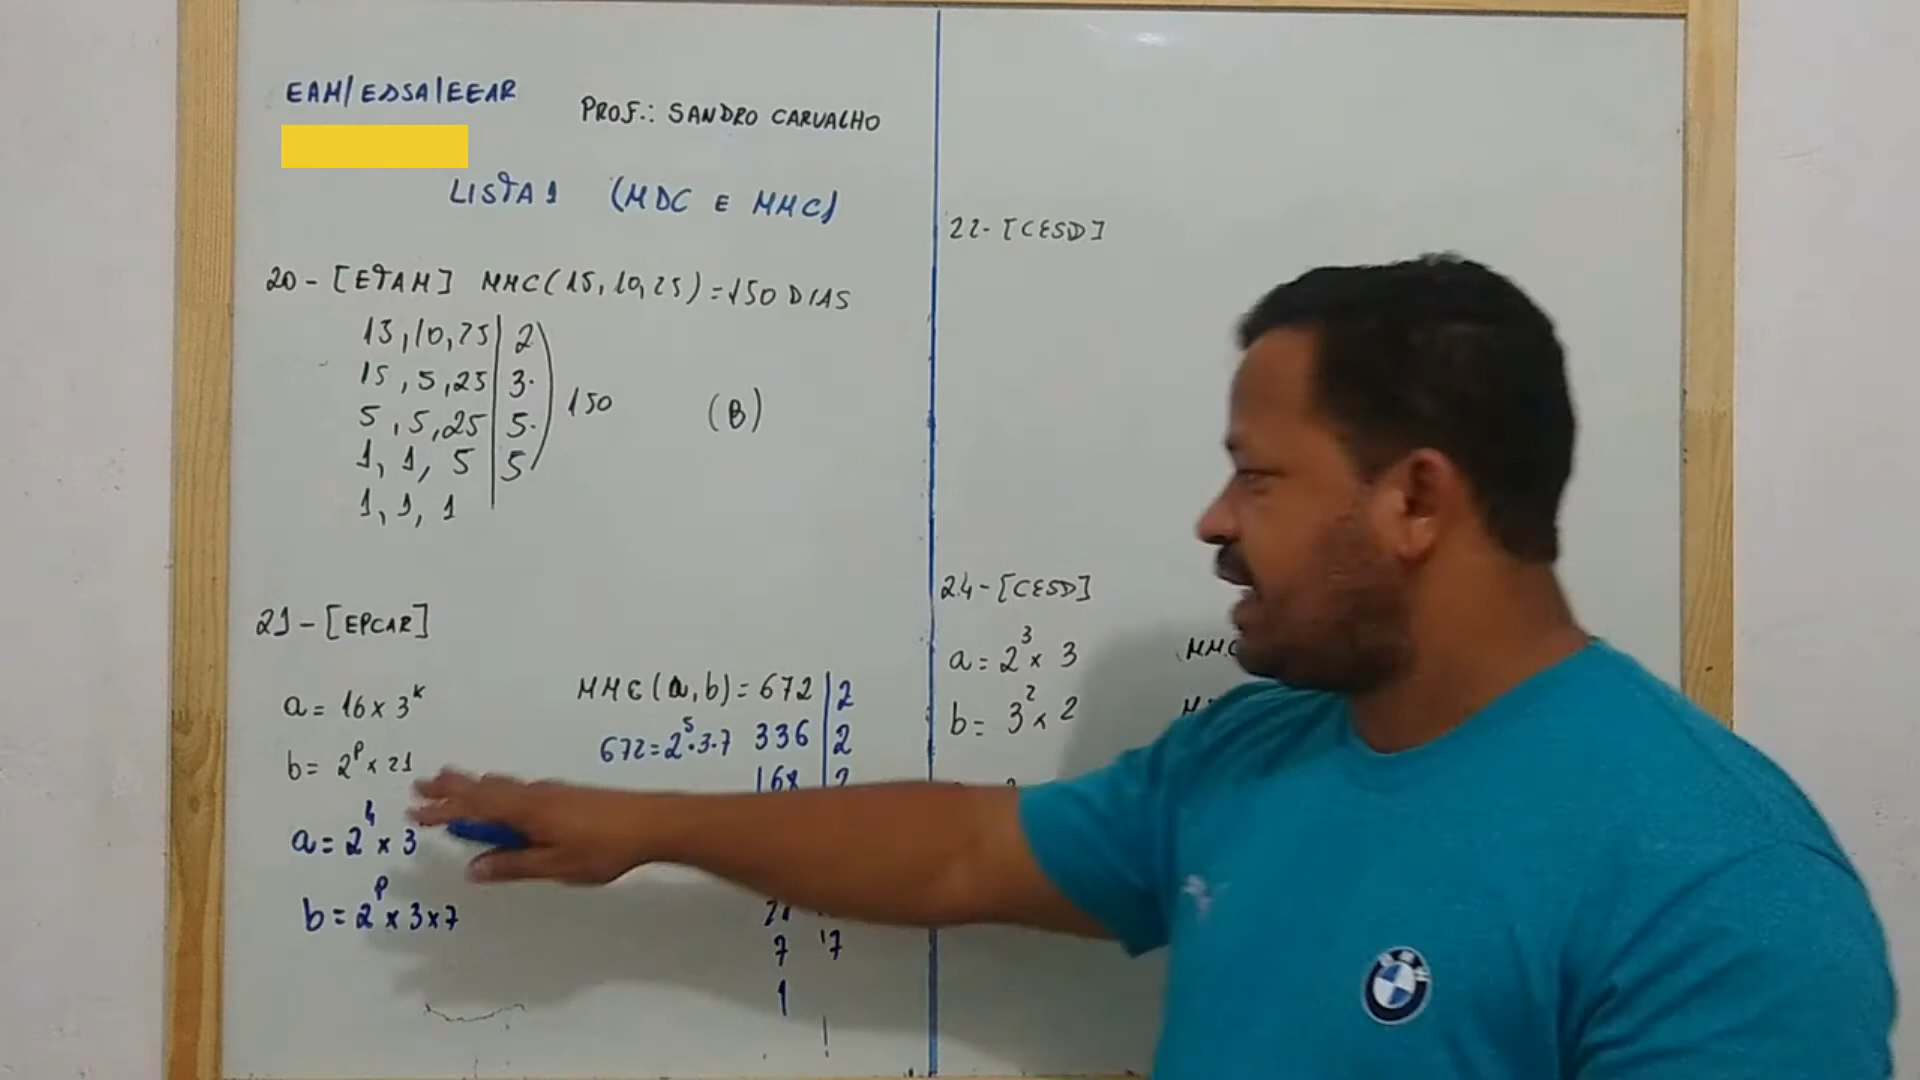 EAM/EDSA/EEAR
PROF.: SANDRO CARVALHO
LISTA 1 (MDC E MMC)
20 - [ETAM] MMC(15, 10, 25) = 150 DIAS
15, 10, 25 | 2
15, 5, 25 | 3
5, 5, 25 | 5
1, 1, 5 | 5
1, 1, 1
150
(B)
21 - [EPCAR]
a = 16 x 3^k
b = 2^p x 21
a = 2^4 x 3
b = 2^p x 3 x 7
MMC(a, b) = 672 | 2
672 = 2^5 . 3 . 7
336 | 2
168 | 2
7 | 7
1
22 - [CESD]
24 - [CESD]
a = 2^3 x 3
b = 3^2 x 2
BMW